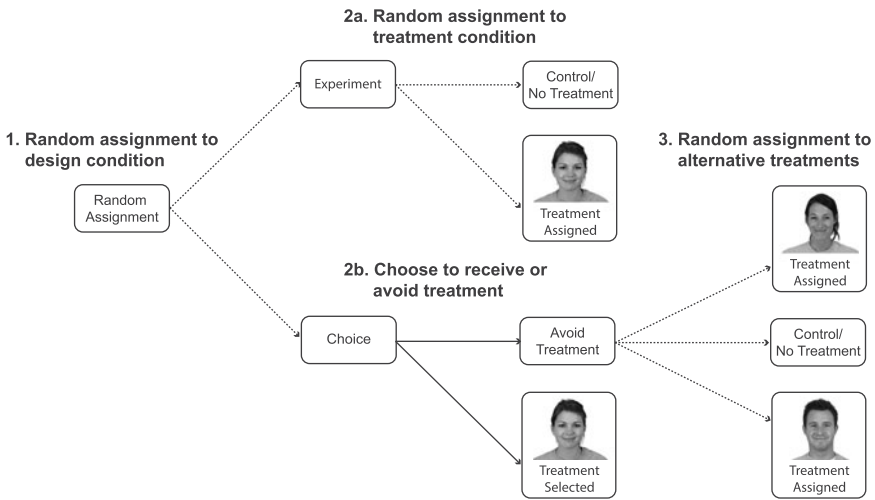 2a. Random assignment to
treatment condition
Experiment
Control/
No Treatment
1. Random assignment to
design condition
Random
Assignment
Treatment
Assigned
3. Random assignment to
alternative treatments
Treatment
Assigned
2b. Choose to receive or
avoid treatment
Choice
Avoid
Treatment
Control/
No Treatment
Treatment
Selected
Treatment
Assigned